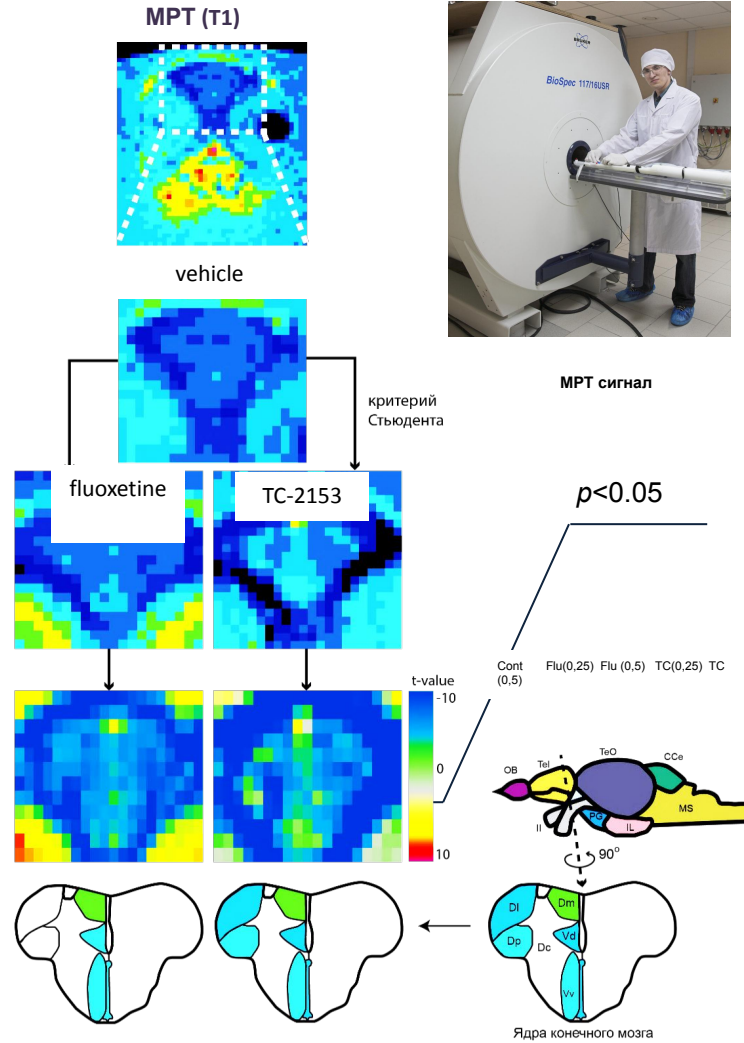 МРТ (T1)
BRUKER
BioSpec 117/16USR
vehicle
критерий
Стьюдента
МРТ сигнал
fluoxetine
TC-2153
p<0.05
Cont Flu(0,25) Flu (0,5) TC(0,25) TC
(0,5)
t-value
-10
0
10
OB
Tel
TeO
CCe
MS
II
PG
IL
90°
Dl
Dm
Dp
Vd
Dc
Vv
Ядра конечного мозга